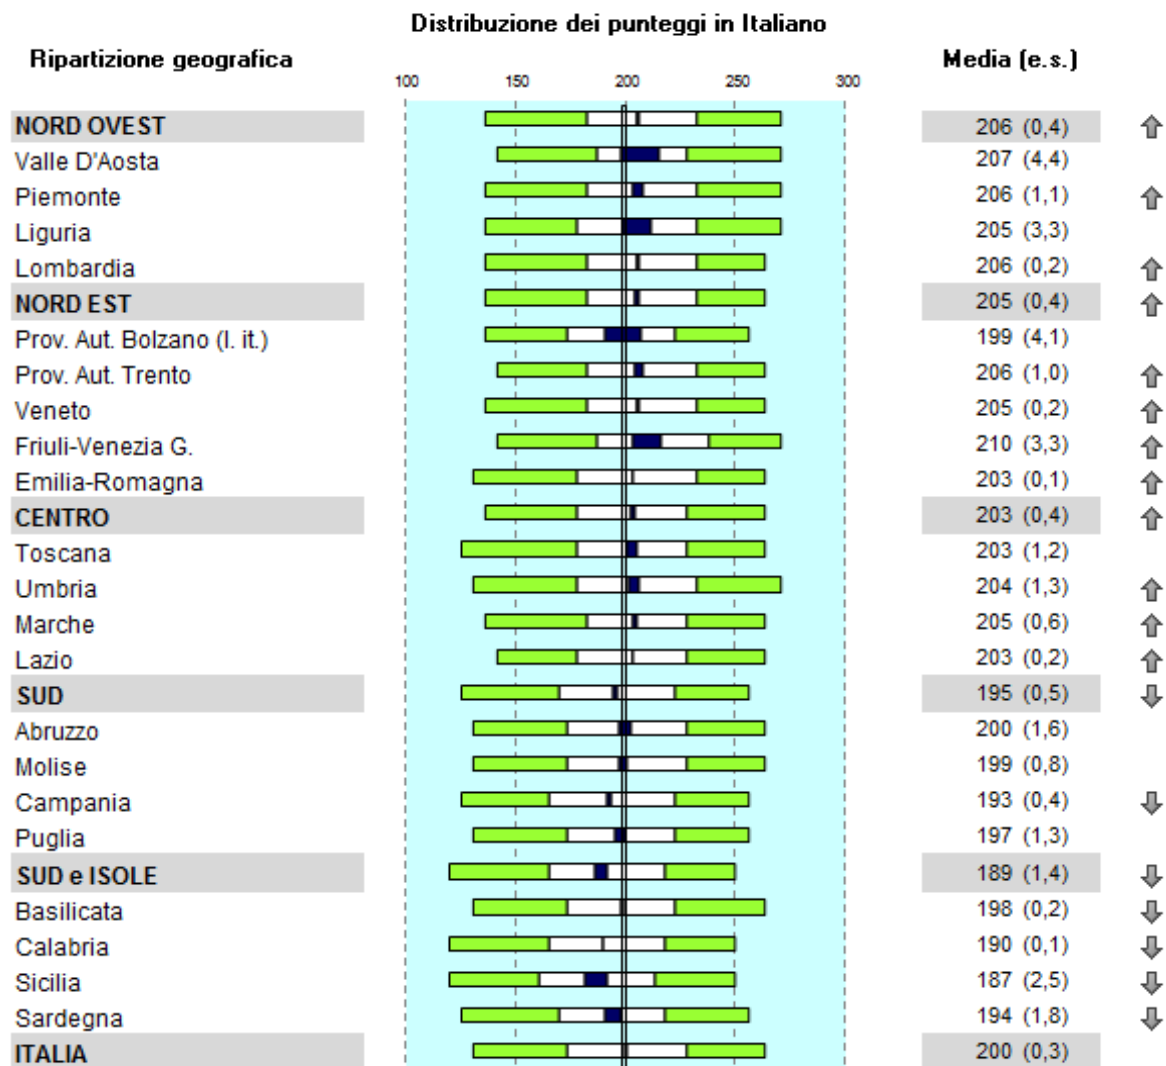 Distribuzione dei punteggi in Italiano
Ripartizione geografica Media (e.s.)
100 150 200 250 300
NORD OVEST 206 (0,4)
Valle D'Aosta 207 (4,4)
Piemonte 206 (1,1)
Liguria 205 (3,3)
Lombardia 206 (0,2)
NORD EST 205 (0,4)
Prov. Aut. Bolzano (l. it.) 199 (4,1)
Prov. Aut. Trento 206 (1,0)
Veneto 205 (0,2)
Friuli-Venezia G. 210 (3,3)
Emilia-Romagna 203 (0,1)
CENTRO 203 (0,4)
Toscana 203 (1,2)
Umbria 204 (1,3)
Marche 205 (0,6)
Lazio 203 (0,2)
SUD 195 (0,5)
Abruzzo 200 (1,6)
Molise 199 (0,8)
Campania 193 (0,4)
Puglia 197 (1,3)
SUD e ISOLE 189 (1,4)
Basilicata 198 (0,2)
Calabria 190 (0,1)
Sicilia 187 (2,5)
Sardegna 194 (1,8)
ITALIA 200 (0,3)